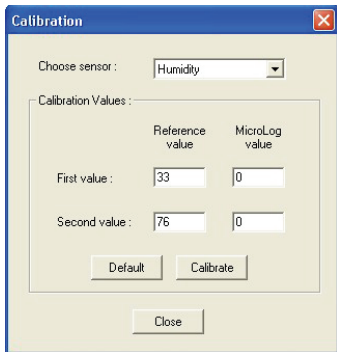 Calibration
Choose sensor : Humidity
Calibration Values :
Reference value MicroLog value
First value : 33 0
Second value : 76 0
Default Calibrate
Close